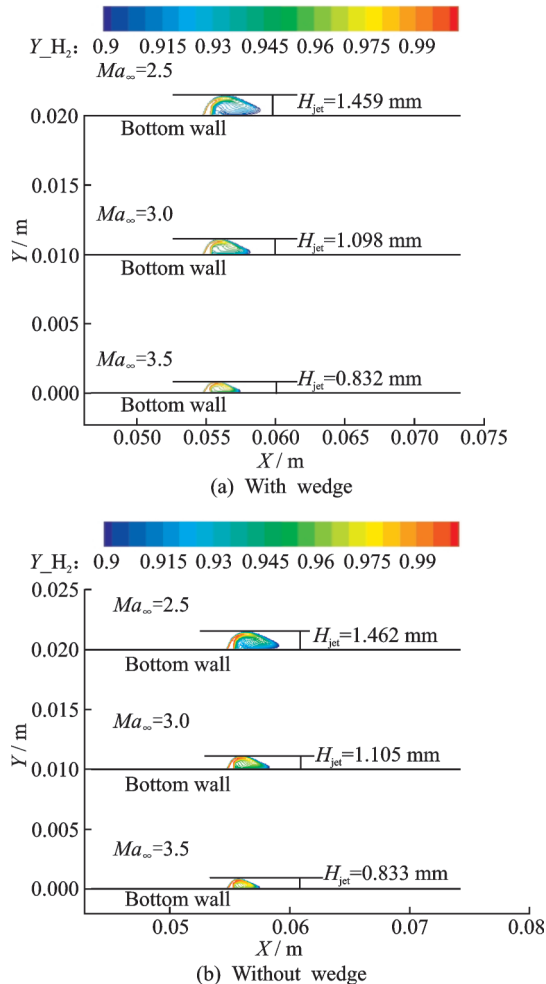 Y_H₂: 0.9 0.915 0.93 0.945 0.96 0.975 0.99
Ma∞=2.5
H_jet=1.459 mm
0.020
Bottom wall
0.015
Ma∞=3.0
H_jet=1.098 mm
Y / m
0.010
Bottom wall
0.005
Ma∞=3.5
H_jet=0.832 mm
0.000
Bottom wall
0.050 0.055 0.060 0.065 0.070 0.075
X / m
(a) With wedge
Y_H₂: 0.9 0.915 0.93 0.945 0.96 0.975 0.99
0.025
Ma∞=2.5
H_jet=1.462 mm
0.020
Bottom wall
0.015
Ma∞=3.0
H_jet=1.105 mm
Y / m
0.010
Bottom wall
0.005
Ma∞=3.5
H_jet=0.833 mm
0.000
Bottom wall
0.05 0.06 0.07 0.08
X / m
(b) Without wedge